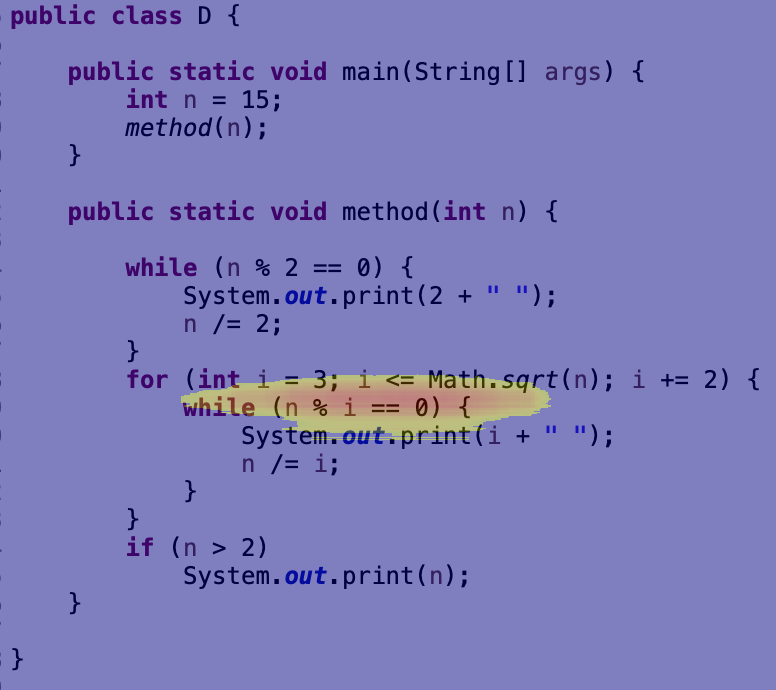 public class D {
public static void main(String[] args) {
int n = 15;
method(n);
}
public static void method(int n) {
while (n % 2 == 0) {
System.out.print(2 + " ");
n /= 2;
}
for (int i = 3; i <= Math.sqrt(n); i += 2) {
while (n % i == 0) {
System.out.print(i + " ");
n /= i;
}
}
if (n > 2)
System.out.print(n);
}
}